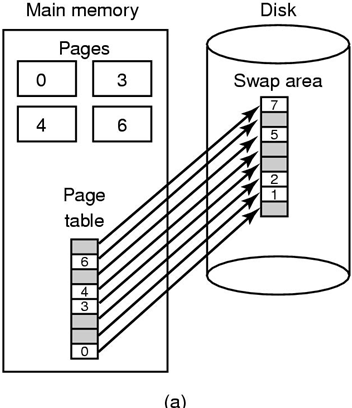 Main memory
Disk
Pages
0 3
4 6
Swap area
7
5
2
1
Page
table
6
4
3
0
(a)